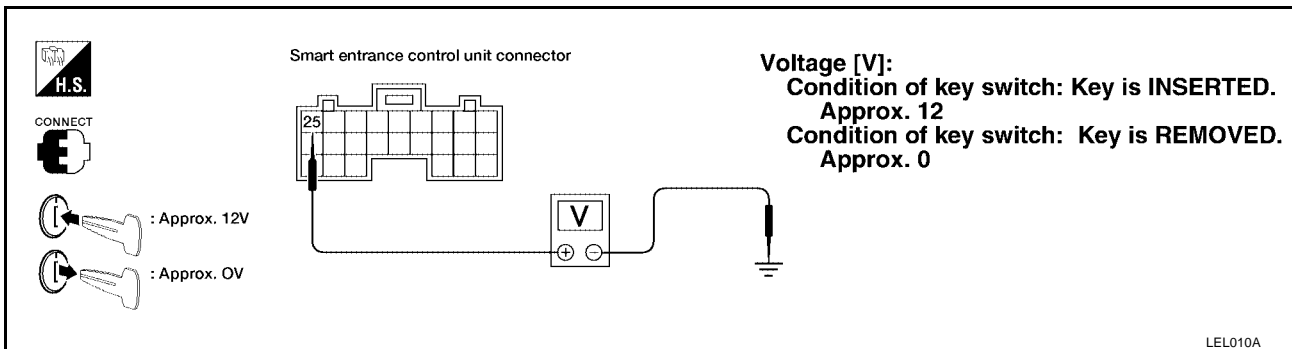 H.S.
CONNECT
: Approx. 12V
: Approx. OV
Smart entrance control unit connector
25
V
+ −
Voltage [V]:
Condition of key switch: Key is INSERTED.
Approx. 12
Condition of key switch: Key is REMOVED.
Approx. 0
LEL010A